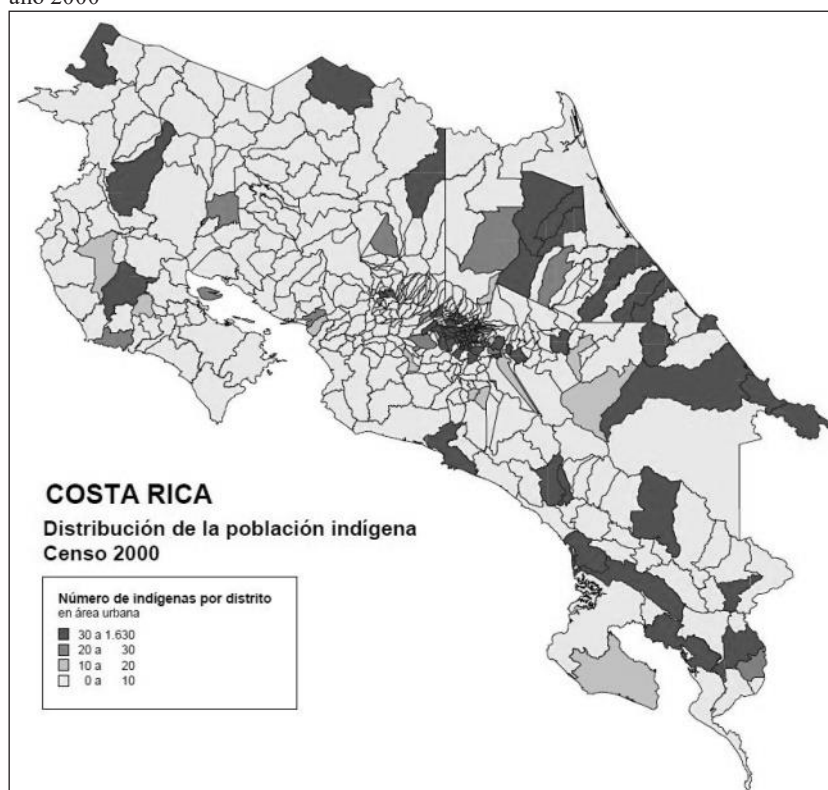 año 2000
COSTA RICA
Distribución de la población indígena
Censo 2000
Número de indígenas por distrito
en área urbana
30 a 1.630
20 a 30
10 a 20
0 a 10